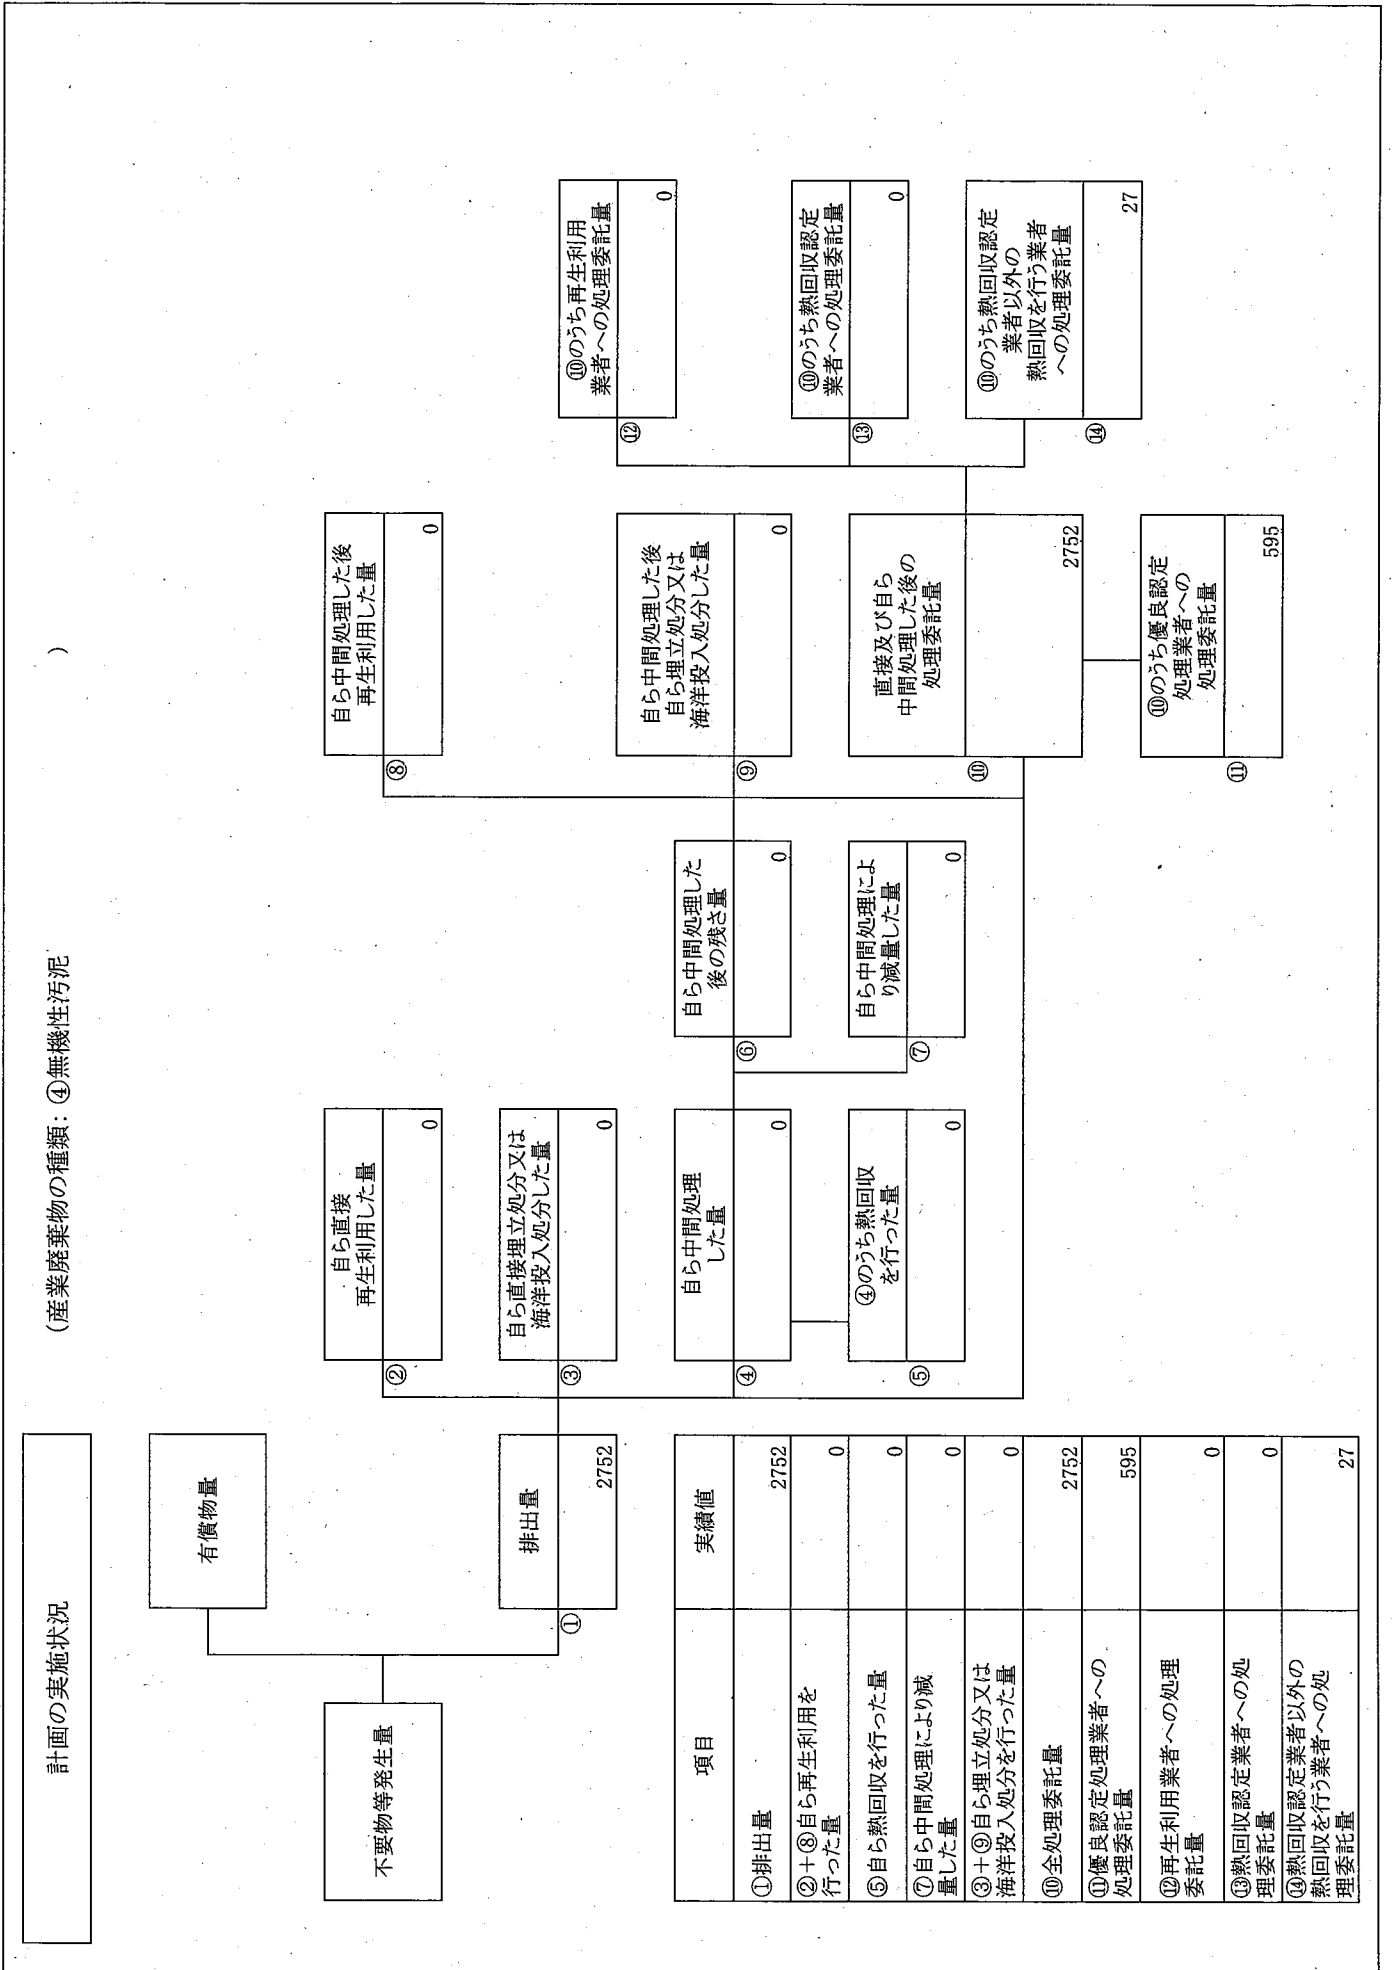 計画の実施状況
(産業廃棄物の種類：④無機性汚泥
)
不要物等発生量
有償物量
排出量
①
2752
自ら直接
再生利用した量
②
0
自ら直接埋立処分又は
海洋投入処分した量
③
0
自ら中間処理
した量
④
0
④のうち熱回収
を行った量
⑤
0
自ら中間処理した
後の残さ量
⑥
0
自ら中間処理によ
り減量した量
⑦
0
自ら中間処理した後
再生利用した量
⑧
0
自ら中間処理した後
自ら埋立処分又は
海洋投入処分した量
⑨
0
直接及び自ら
中間処理した後の
処理委託量
⑩
2752
⑩のうち優良認定
処理業者への
処理委託量
⑪
595
⑩のうち再生利用
業者への処理委託量
⑫
0
⑩のうち熱回収認定
業者への処理委託量
⑬
0
⑩のうち熱回収認定
業者以外の
熱回収を行う業者
への処理委託量
⑭
27
項目 実績値
①排出量 2752
②＋⑧自ら再生利用を
行った量 0
⑤自ら熱回収を行った量 0
⑦自ら中間処理により減
量した量 0
③＋⑨自ら埋立処分又は
海洋投入処分を行った量 0
⑩全処理委託量 2752
⑪優良認定処理業者への
処理委託量 595
⑫再生利用業者への処理
委託量 0
⑬熱回収認定業者への処
理委託量 0
⑭熱回収認定業者以外の
熱回収を行う業者への処
理委託量 27